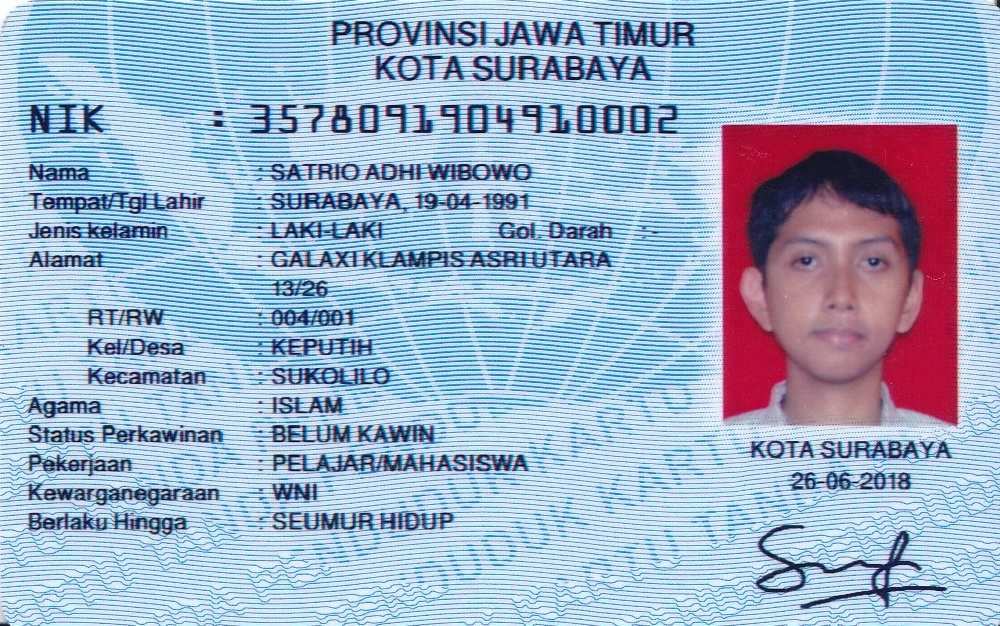 PROVINSI JAWA TIMUR
KOTA SURABAYA
NIK : 3578091904910002
Nama : SATRIO ADHI WIBOWO
Tempat/Tgl Lahir : SURABAYA, 19-04-1991
Jenis kelamin : LAKI-LAKI Gol. Darah : -
Alamat : GALAXI KLAMPIS ASRI UTARA
13/26
RT/RW : 004/001
Kel/Desa : KEPUTIH
Kecamatan : SUKOLILO
Agama : ISLAM
Status Perkawinan : BELUM KAWIN
Pekerjaan : PELAJAR/MAHASISWA
Kewarganegaraan : WNI
Berlaku Hingga : SEUMUR HIDUP
KOTA SURABAYA
26-06-2018